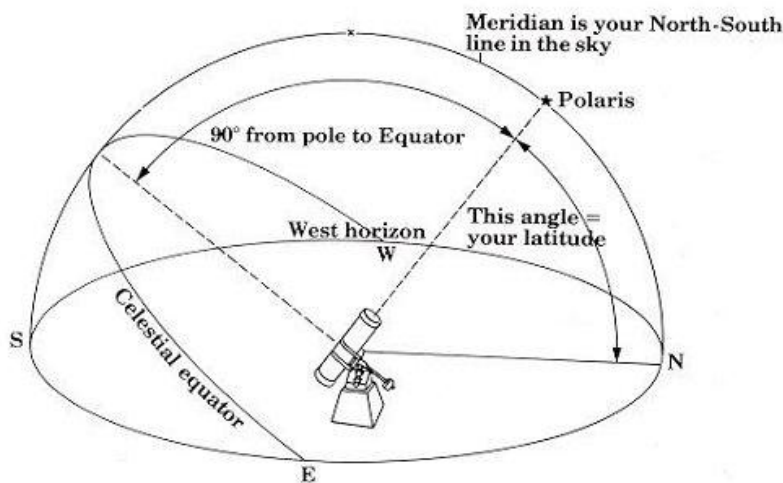 Meridian is your North-South
line in the sky
Polaris
90° from pole to Equator
This angle =
your latitude
West horizon
W
S
N
Celestial equator
E